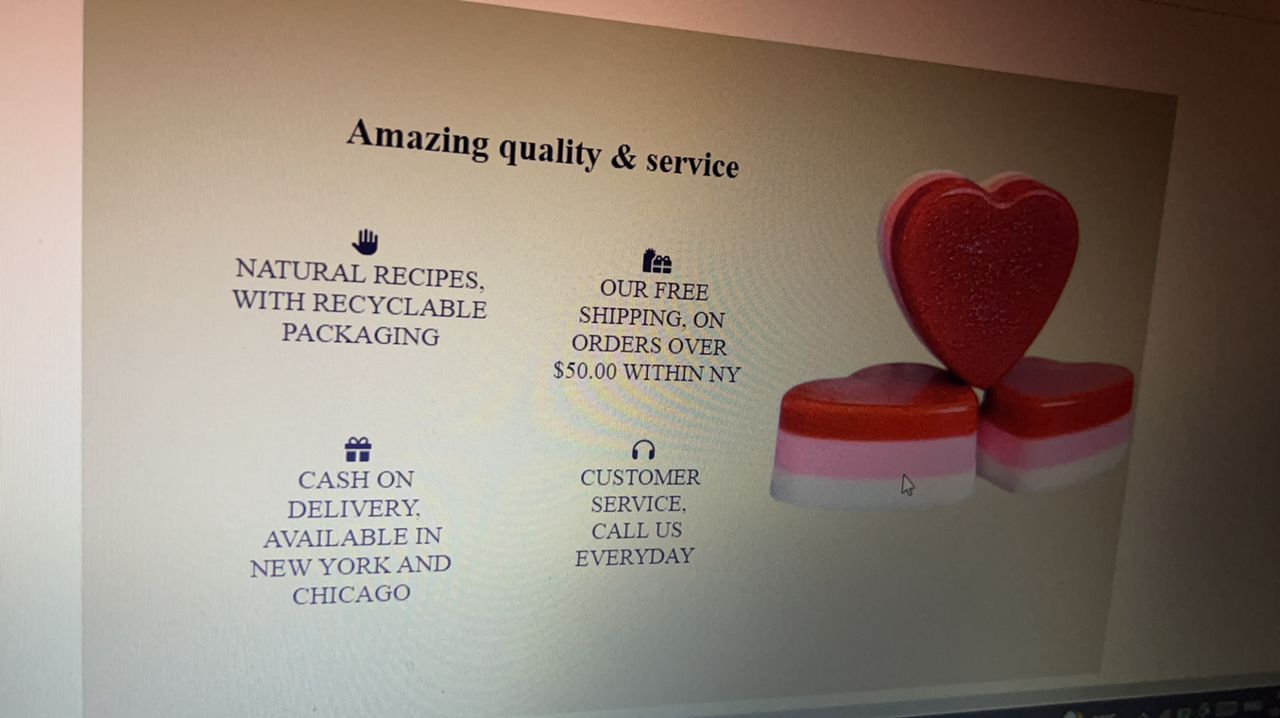 Amazing quality & service
NATURAL RECIPES,
WITH RECYCLABLE
PACKAGING
OUR FREE
SHIPPING, ON
ORDERS OVER
$50.00 WITHIN NY
CASH ON
DELIVERY,
AVAILABLE IN
NEW YORK AND
CHICAGO
CUSTOMER
SERVICE,
CALL US
EVERYDAY